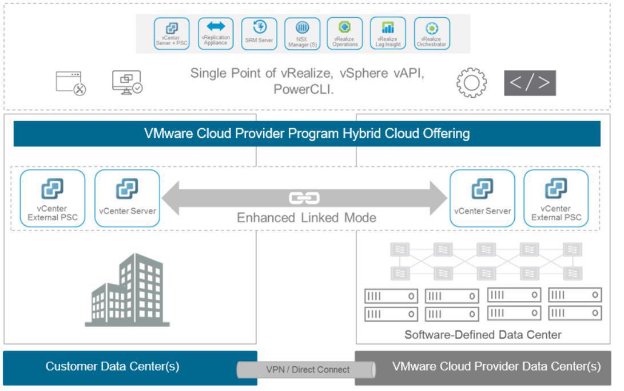 vCenter
Server + PSC
vReplication
Appliance
SRM Server
NSX
Manager (S)
vRealize
Operations
vRealize
Log Insight
vRealize
Orchestrator
Single Point of vRealize, vSphere vAPI,
PowerCLI.
</>
VMware Cloud Provider Program Hybrid Cloud Offering
vCenter
External PSC
vCenter Server
Enhanced Linked Mode
vCenter Server
vCenter
External PSC
Software-Defined Data Center
Customer Data Center(s)
VPN / Direct Connect
VMware Cloud Provider Data Center(s)